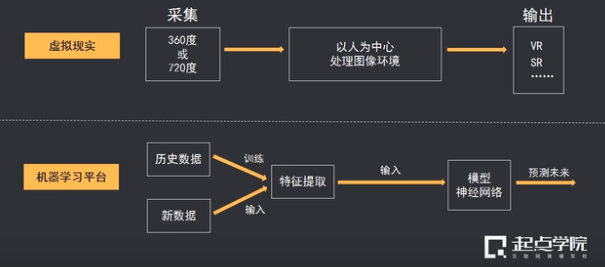 采集
输出
虚拟现实
360度
或
720度
以人为中心
处理图像环境
VR
SR
……
机器学习平台
历史数据
训练
新数据
输入
特征提取
输入
模型
神经网络
预测未来
起点学院